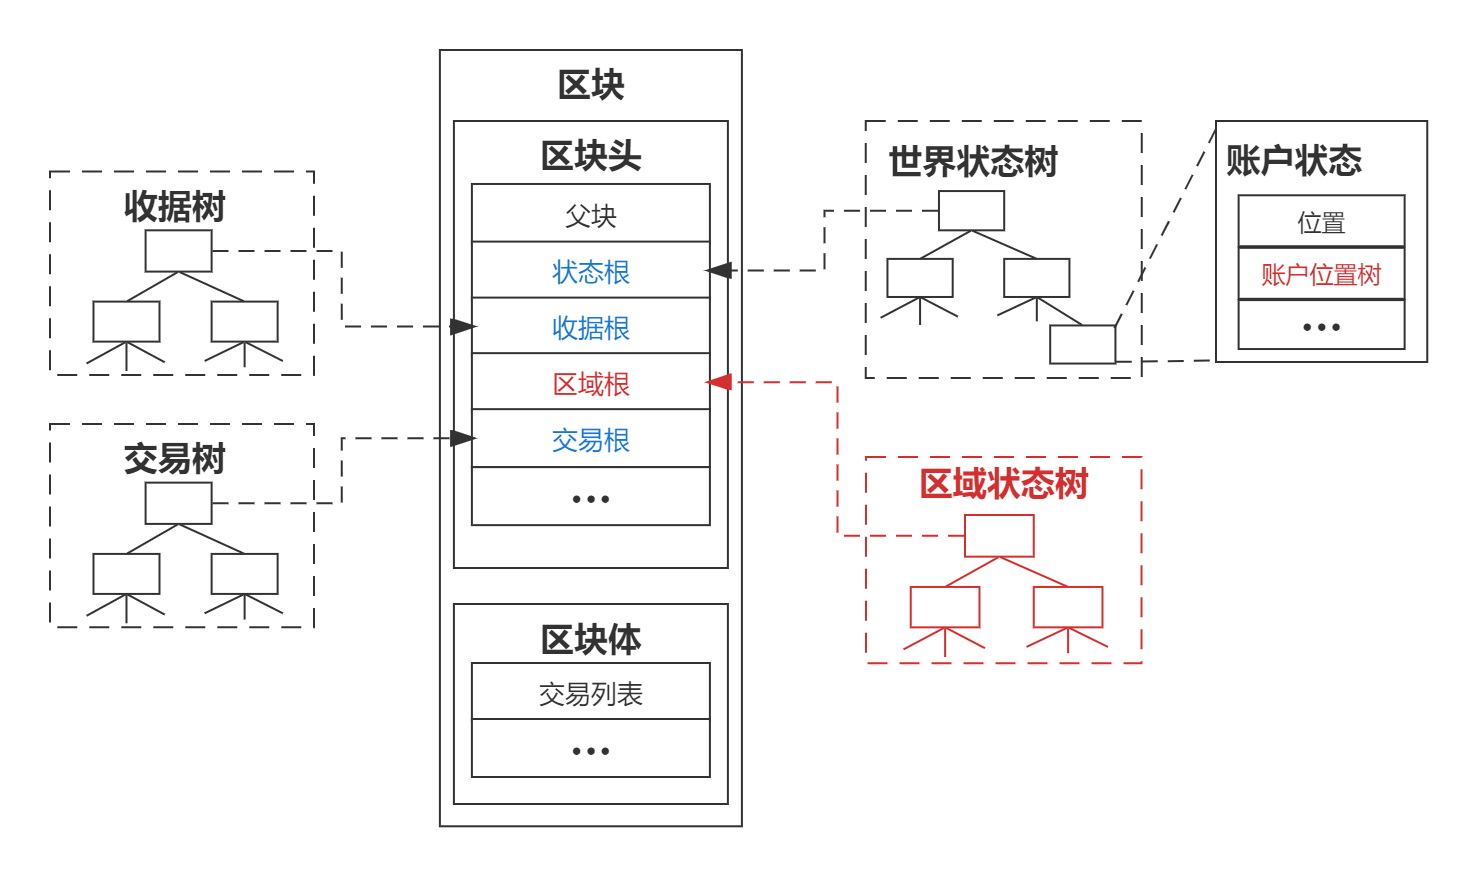 收据树
交易树
区块
区块头
父块
状态根
收据根
区域根
交易根
•••
区块体
交易列表
•••
世界状态树
区域状态树
账户状态
位置
账户位置树
•••